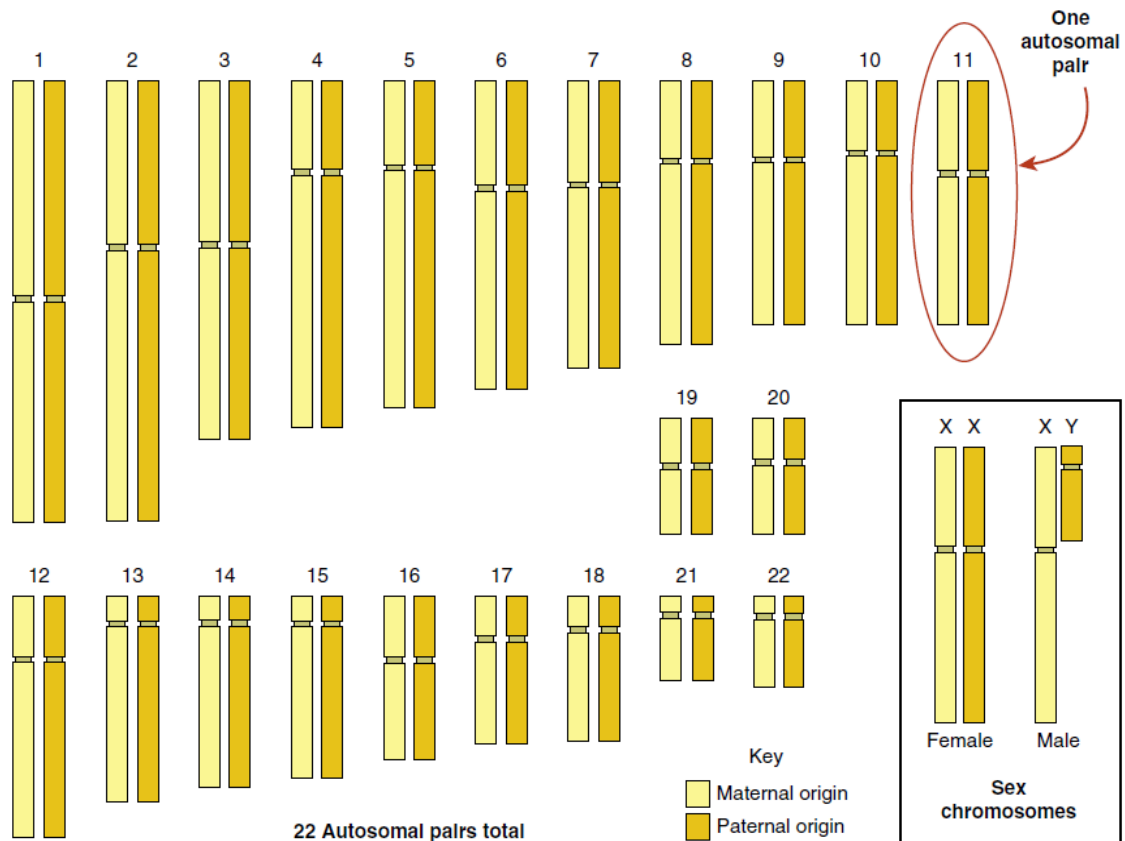 One
autosomal
pair
1 2 3 4 5 6 7 8 9 10 11
19 20
12 13 14 15 16 17 18 21 22
X X X Y
Female Male
Sex
chromosomes
Key
Maternal origin
Paternal origin
22 Autosomal pairs total